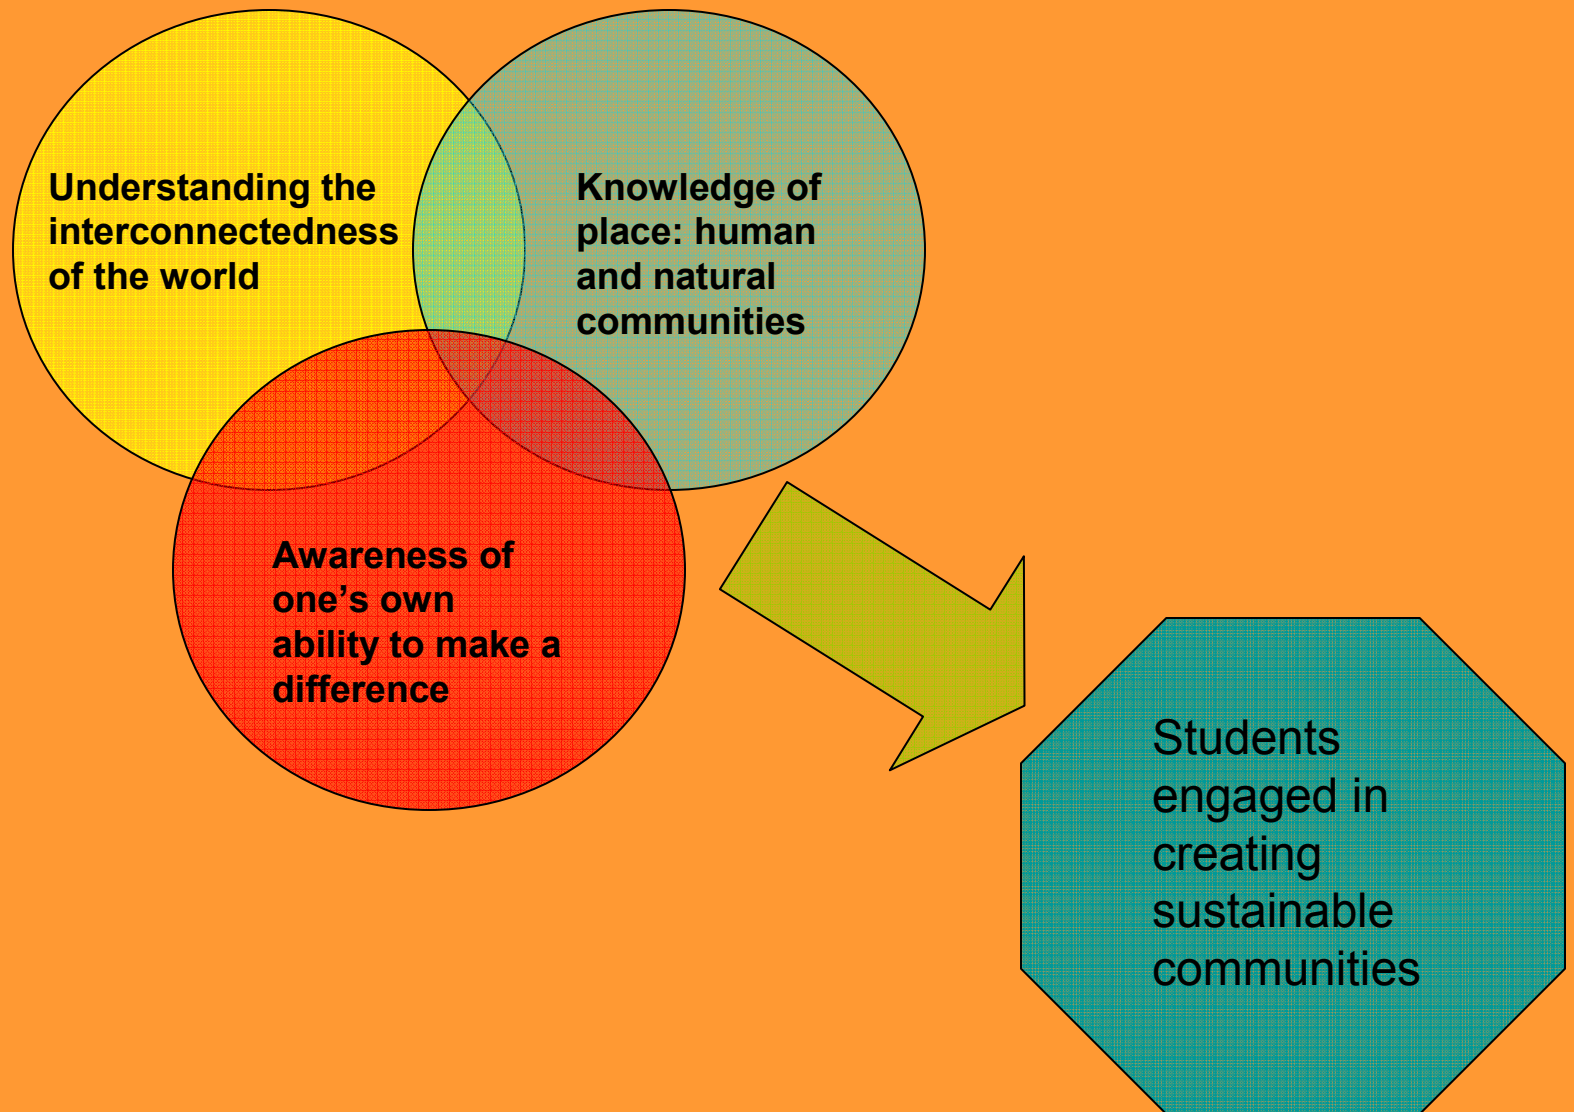 Understanding the
interconnectedness
of the world
Knowledge of
place: human
and natural
communities
Awareness of
one’s own
ability to make a
difference
Students
engaged in
creating
sustainable
communities